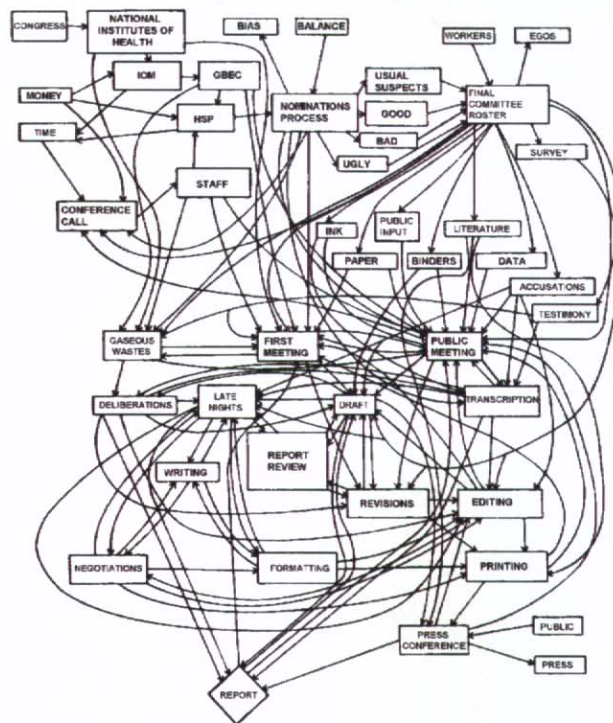 CONGRESS
NATIONAL
INSTITUTES OF
HEALTH
BIAS
BALANCE
WORKERS
EGOS
IOM
GBEC
USUAL
SUSPECTS
FINAL
COMMITTEE
ROSTER
MONEY
HSP
NOMINATIONS
PROCESS
GOOD
TIME
BAD
UGLY
SURVEY
STAFF
CONFERENCE
CALL
INK
PUBLIC
INPUT
LITERATURE
PAPER
BINDERS
DATA
ACCUSATIONS
TESTIMONY
GASEOUS
WASTES
FIRST
MEETING
PUBLIC
MEETING
DELIBERATIONS
LATE
NIGHTS
DRAFT
TRANSCRIPTION
REPORT
REVIEW
WRITING
REVISIONS
EDITING
NEGOTIATIONS
FORMATTING
PRINTING
PRESS
CONFERENCE
PUBLIC
PRESS
REPORT